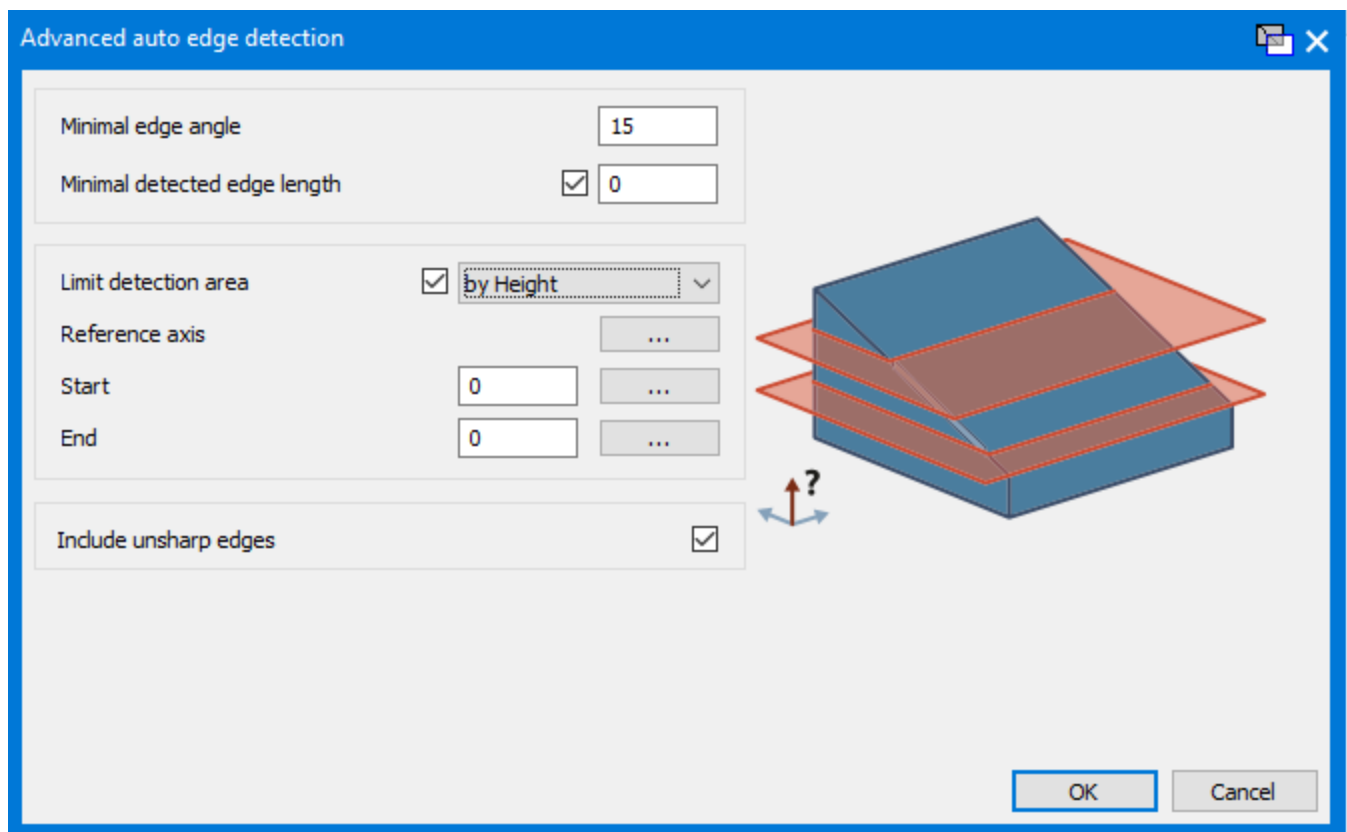 Advanced auto edge detection
Minimal edge angle 15
Minimal detected edge length 0
Limit detection area by Height
Reference axis ...
Start 0 ...
End 0 ...
?
Include unsharp edges
OK Cancel